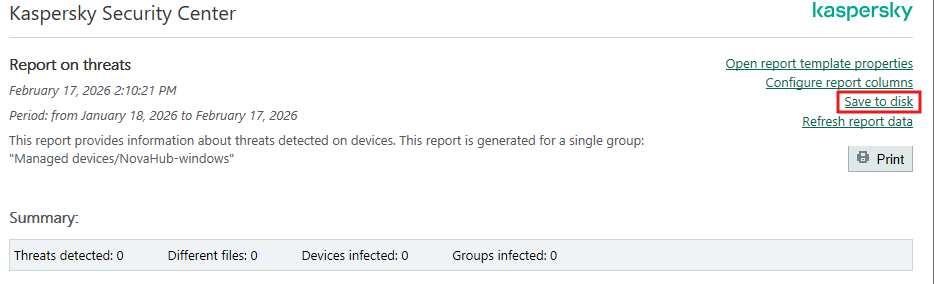 Kaspersky Security Center
kaspersky
Report on threats
Open report template properties
February 17, 2026 2:10:21 PM
Configure report columns
Save to disk
Period: from January 18, 2026 to February 17, 2026
Refresh report data
This report provides information about threats detected on devices. This report is generated for a single group:
"Managed devices/NovaHub-windows"
Print
Summary:
Threats detected: 0 Different files: 0 Devices infected: 0 Groups infected: 0